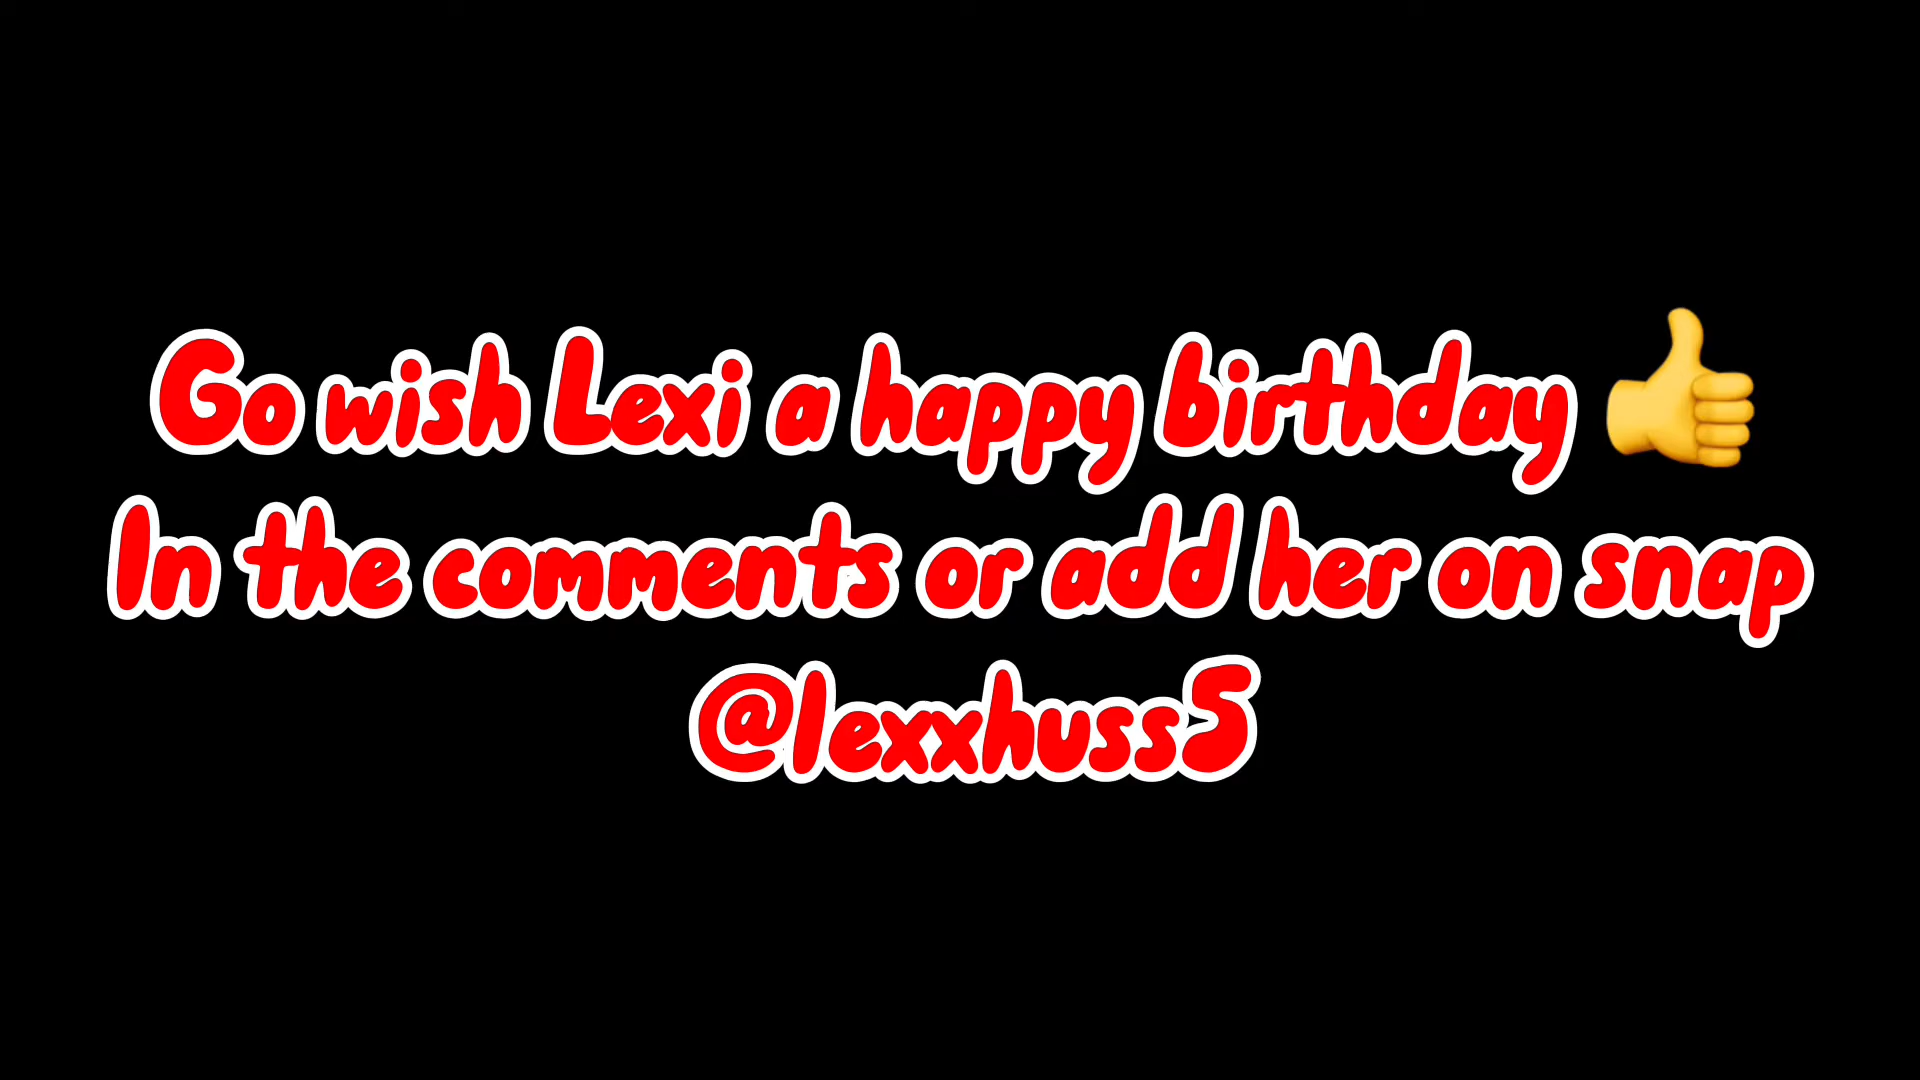 Go wish Lexi a happy birthday 👍
In the comments or add her on snap
@lexxhuss5